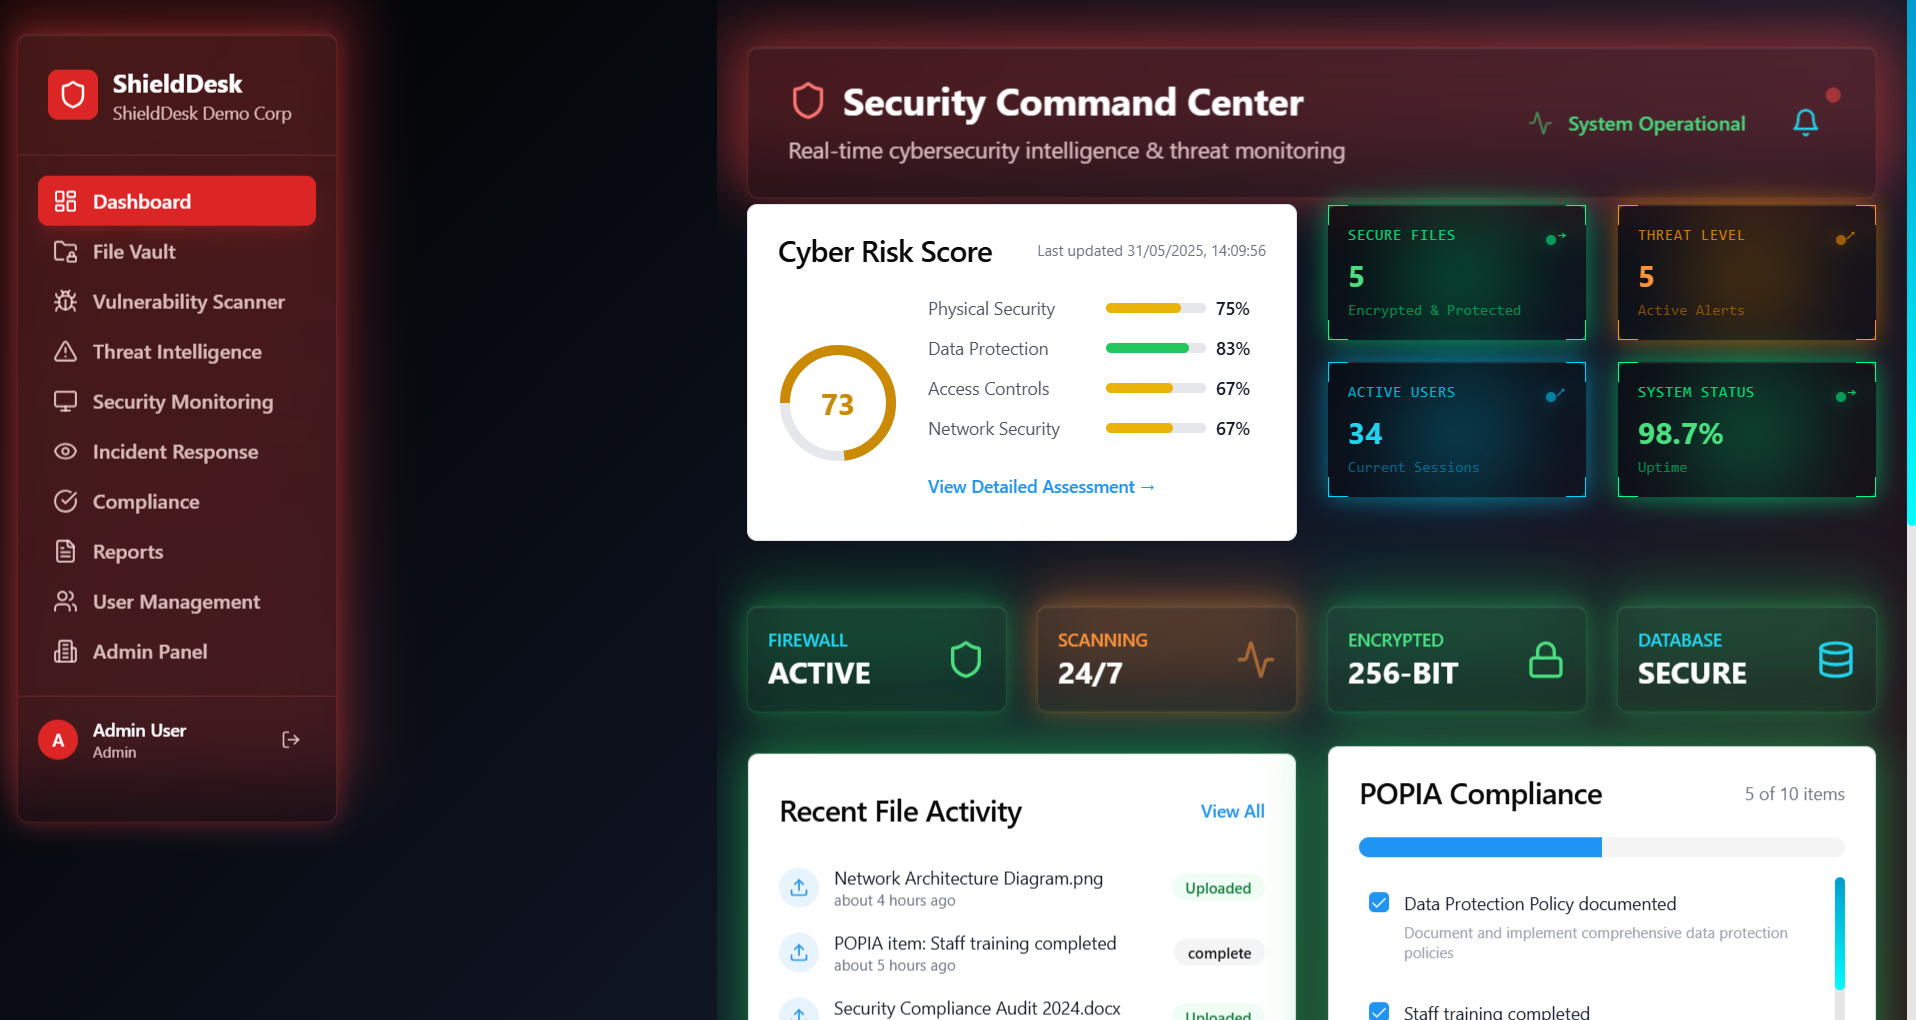 ShieldDesk
ShieldDesk Demo Corp
Dashboard
File Vault
Vulnerability Scanner
Threat Intelligence
Security Monitoring
Incident Response
Compliance
Reports
User Management
Admin Panel
A
Admin User
Admin
Security Command Center
Real-time cybersecurity intelligence & threat monitoring
System Operational
Cyber Risk Score
Last updated 31/05/2025, 14:09:56
73
Physical Security 75%
Data Protection 83%
Access Controls 67%
Network Security 67%
View Detailed Assessment →
SECURE FILES
→
5
Encrypted & Protected
THREAT LEVEL
↗
5
Active Alerts
ACTIVE USERS
↗
34
Current Sessions
SYSTEM STATUS
→
98.7%
Uptime
FIREWALL
ACTIVE
SCANNING
24/7
ENCRYPTED
256-BIT
DATABASE
SECURE
Recent File Activity
View All
Network Architecture Diagram.png
about 4 hours ago
Uploaded
POPIA item: Staff training completed
about 5 hours ago
complete
Security Compliance Audit 2024.docx
Uploaded
POPIA Compliance
5 of 10 items
Data Protection Policy documented
Document and implement comprehensive data protection
policies
Staff training completed